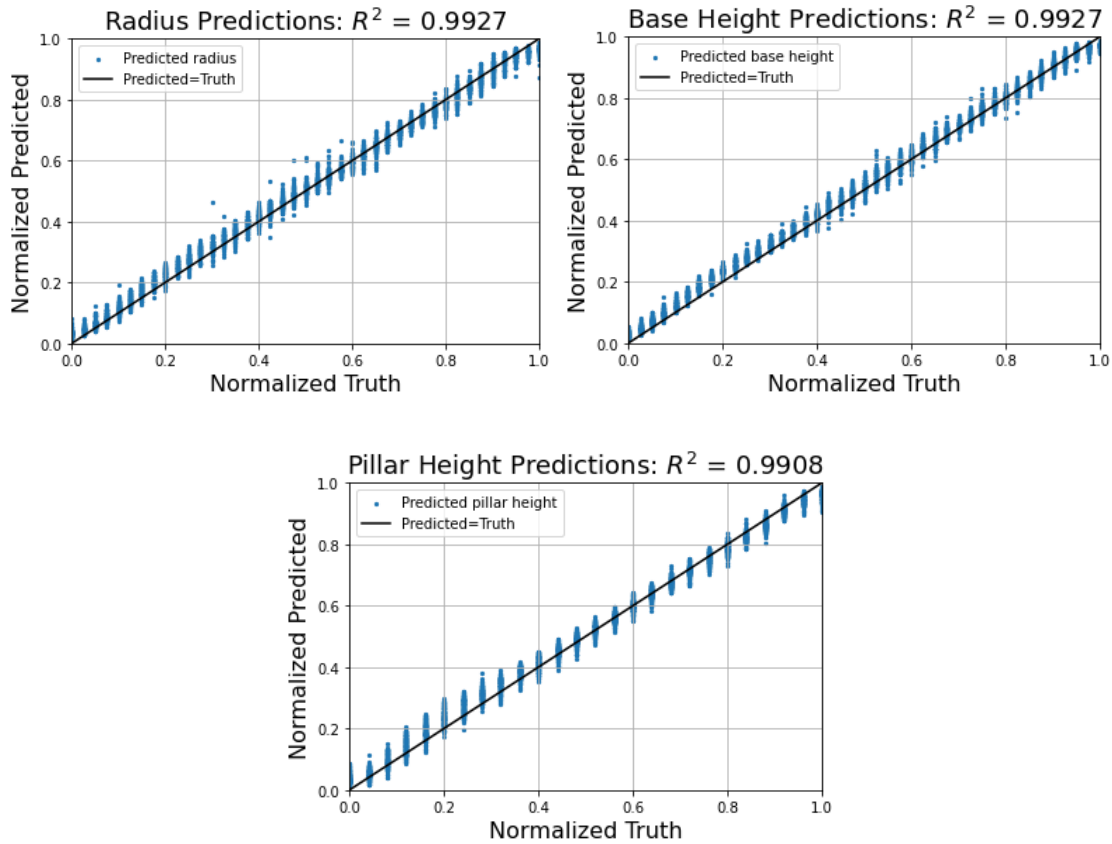 Radius Predictions: R² = 0.9927
Normalized Predicted
1.0
0.8
0.6
0.4
0.2
0.0
Predicted radius
Predicted=Truth
0.0 0.2 0.4 0.6 0.8 1.0
Normalized Truth
Base Height Predictions: R² = 0.9927
Normalized Predicted
1.0
0.8
0.6
0.4
0.2
0.0
Predicted base height
Predicted=Truth
0.0 0.2 0.4 0.6 0.8 1.0
Normalized Truth
Pillar Height Predictions: R² = 0.9908
Normalized Predicted
1.0
0.8
0.6
0.4
0.2
0.0
Predicted pillar height
Predicted=Truth
0.0 0.2 0.4 0.6 0.8 1.0
Normalized Truth